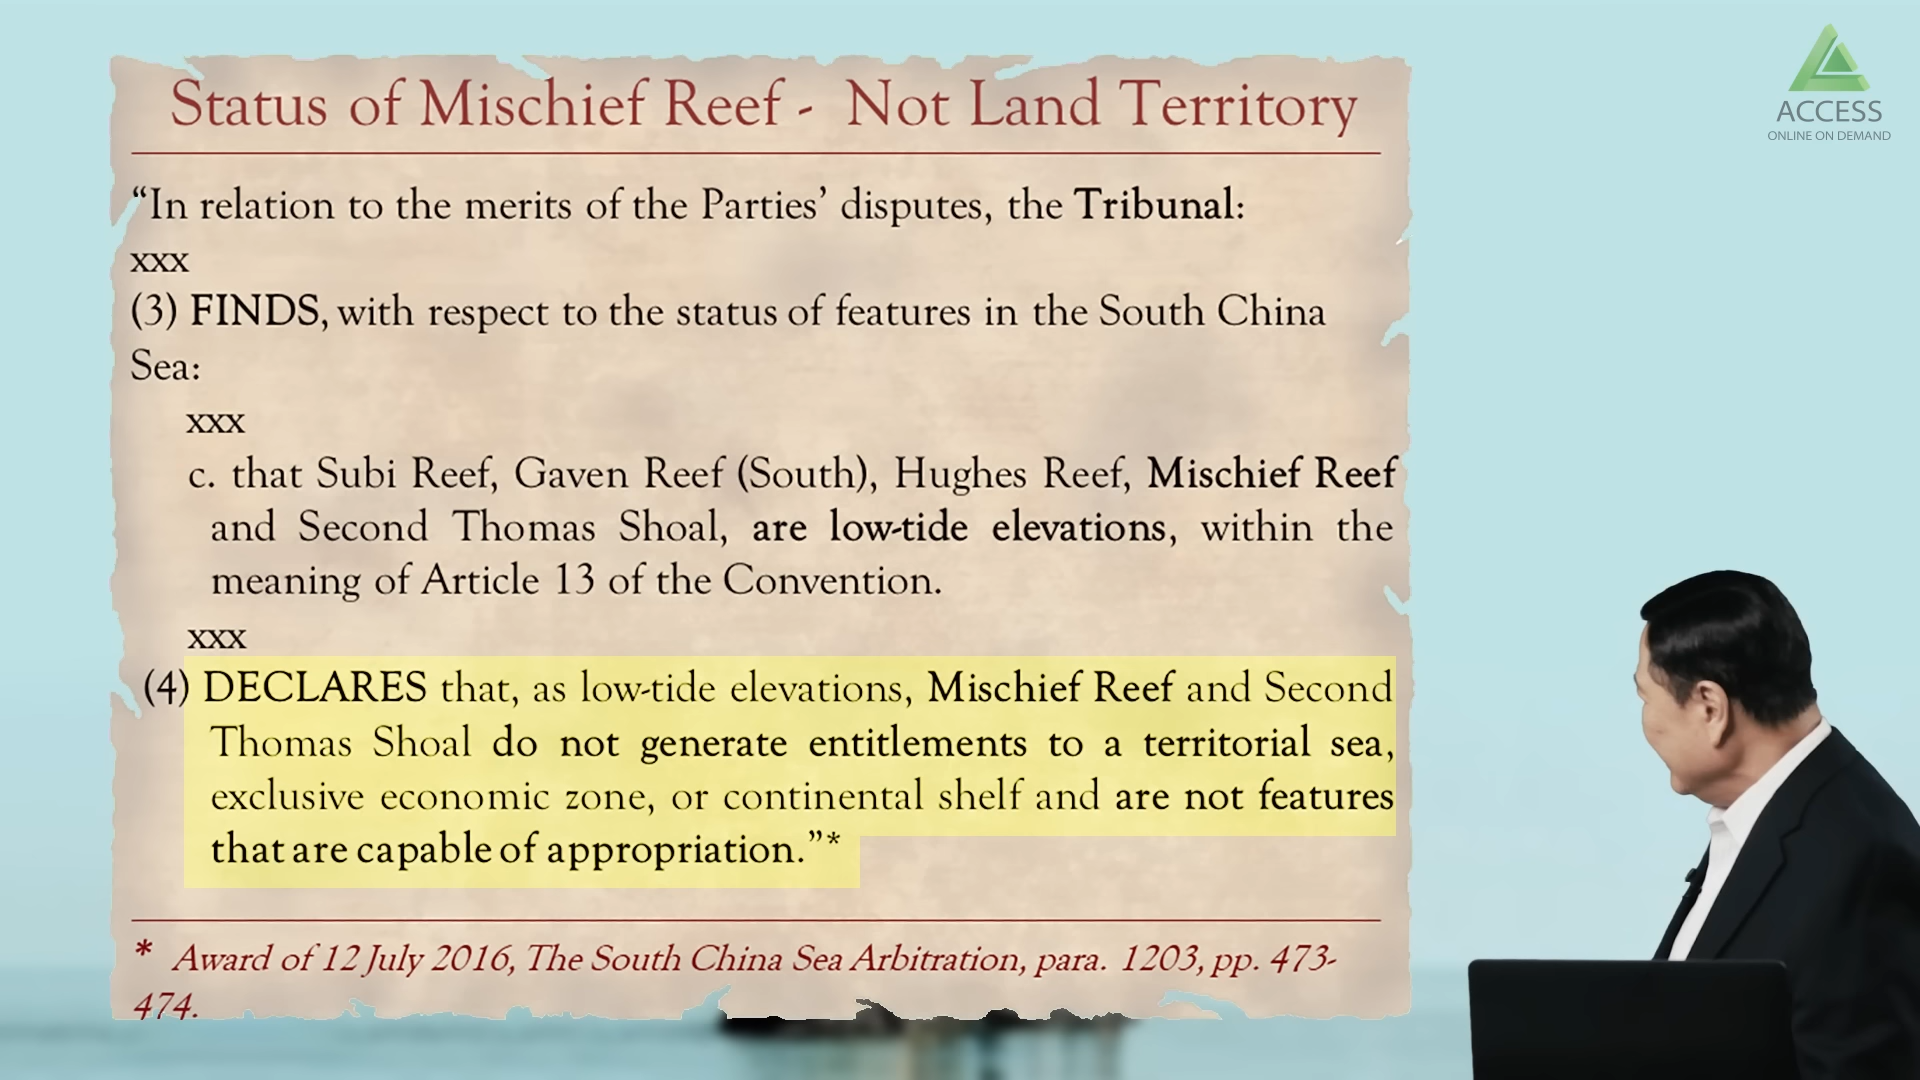 Status of Mischief Reef - Not Land Territory
“In relation to the merits of the Parties’ disputes, the Tribunal:
xxx
(3) FINDS, with respect to the status of features in the South China
Sea:
xxx
c. that Subi Reef, Gaven Reef (South), Hughes Reef, Mischief Reef
and Second Thomas Shoal, are low-tide elevations, within the
meaning of Article 13 of the Convention.
xxx
(4) DECLARES that, as low-tide elevations, Mischief Reef and Second
Thomas Shoal do not generate entitlements to a territorial sea,
exclusive economic zone, or continental shelf and are not features
that are capable of appropriation.”*
* Award of 12 July 2016, The South China Sea Arbitration, para. 1203, pp. 473-
474.
ACCESS
ONLINE ON DEMAND